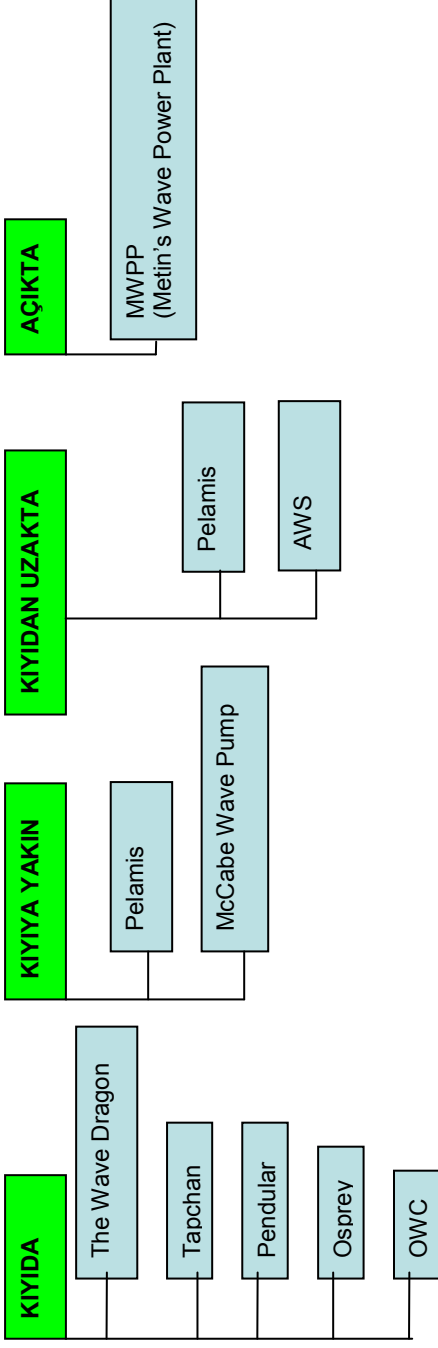 KIYIDA
The Wave Dragon
Tapchan
Pendular
Osprey
OWC
KIYIYA YAKIN
Pelamis
McCabe Wave Pump
KIYIDAN UZAKTA
Pelamis
AWS
AÇIKTA
MWPP
(Metin’s Wave Power Plant)